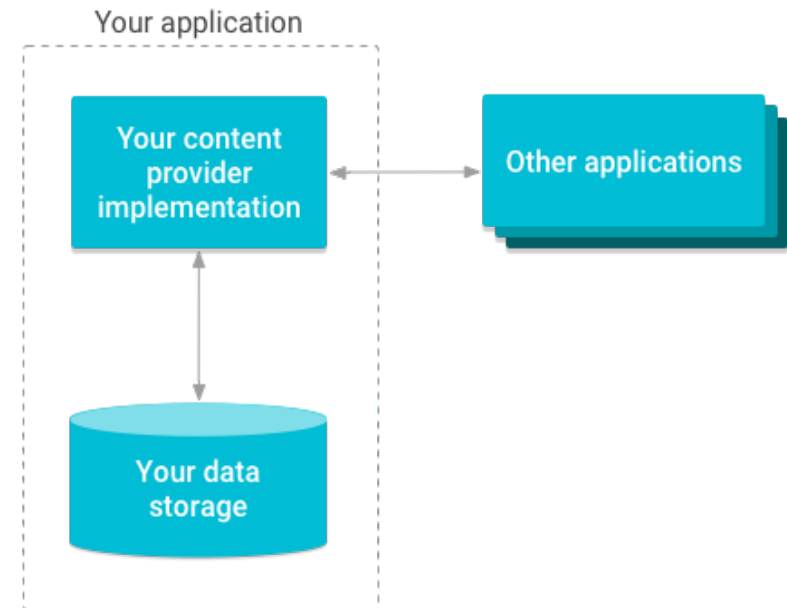 Your application
Your content
provider
implementation
Other applications
Your data
storage